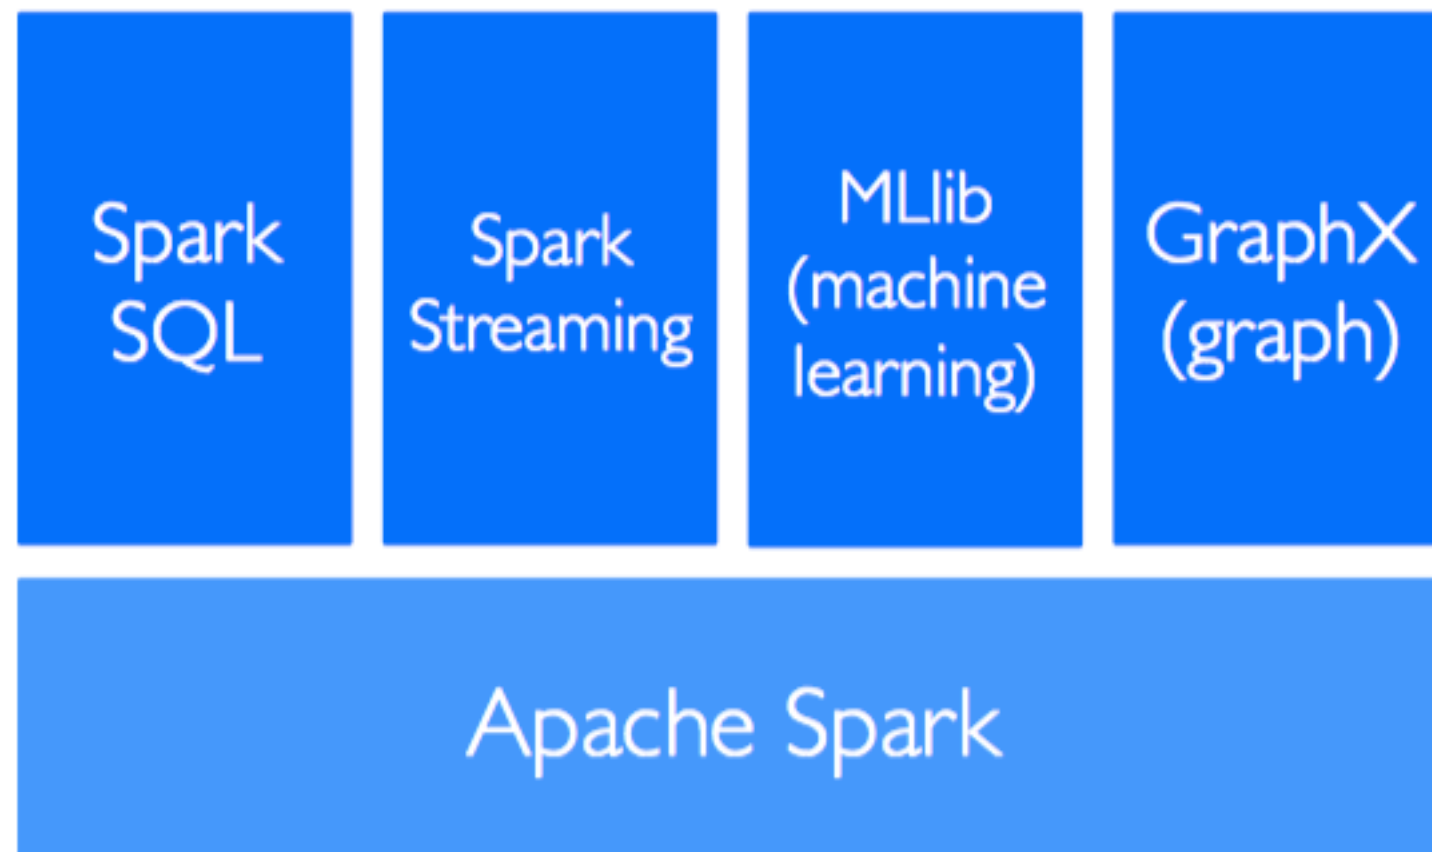 Spark
SQL
Spark
Streaming
MLlib
(machine
learning)
GraphX
(graph)
Apache Spark